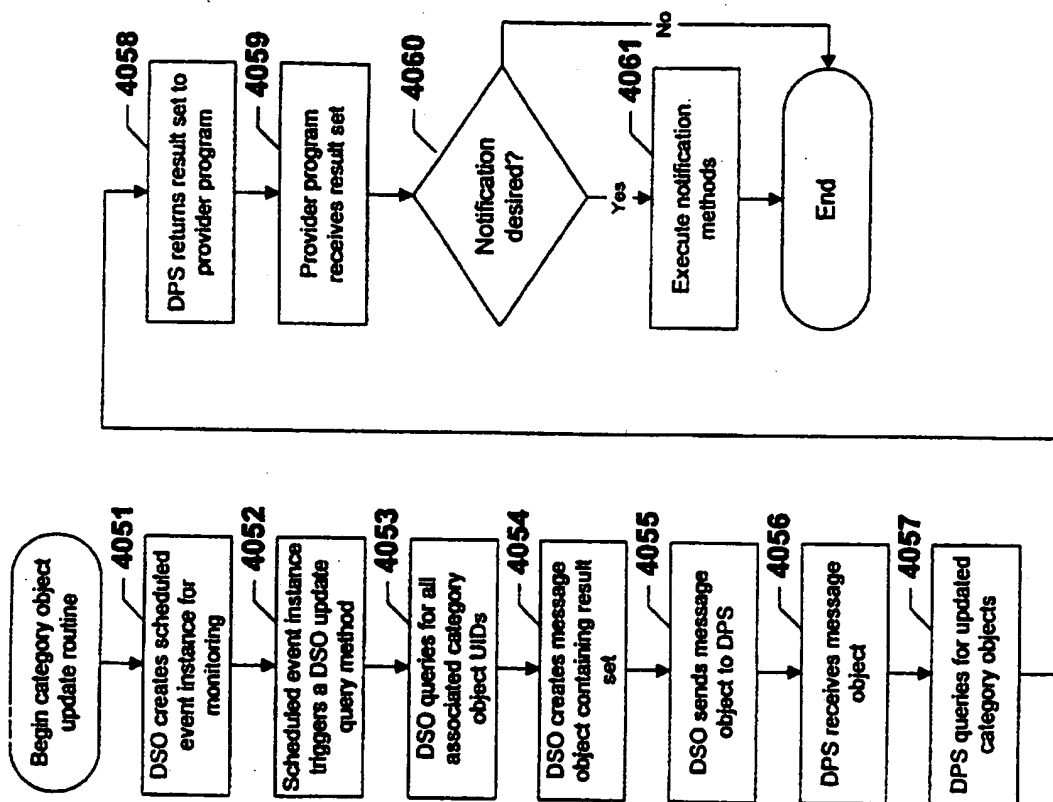 Begin category object
update routine
4051
DSO creates scheduled
event instance for
monitoring
4052
Scheduled event instance
triggers a DSO update
query method
4053
DSO queries for all
associated category
object UIDs
4054
DSO creates message
object containing result
set
4055
DSO sends message
object to DPS
4056
DPS receives message
object
4057
DPS queries for updated
category objects
4058
DPS returns result set to
provider program
4059
Provider program
receives result set
4060
Notification
desired?
No
Yes
4061
Execute notification.
methods
End